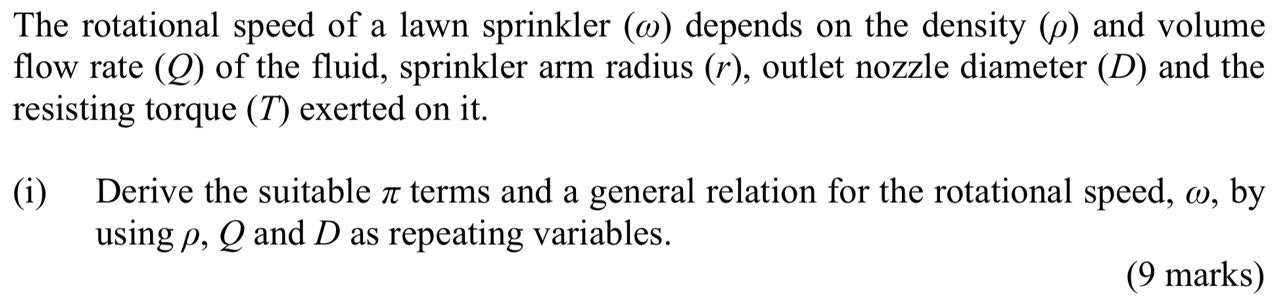 The rotational speed of a lawn sprinkler (ω) depends on the density (ρ) and volume
flow rate (Q) of the fluid, sprinkler arm radius (r), outlet nozzle diameter (D) and the
resisting torque (T) exerted on it.
(i) Derive the suitable π terms and a general relation for the rotational speed, ω, by
using ρ, Q and D as repeating variables.
(9 marks)